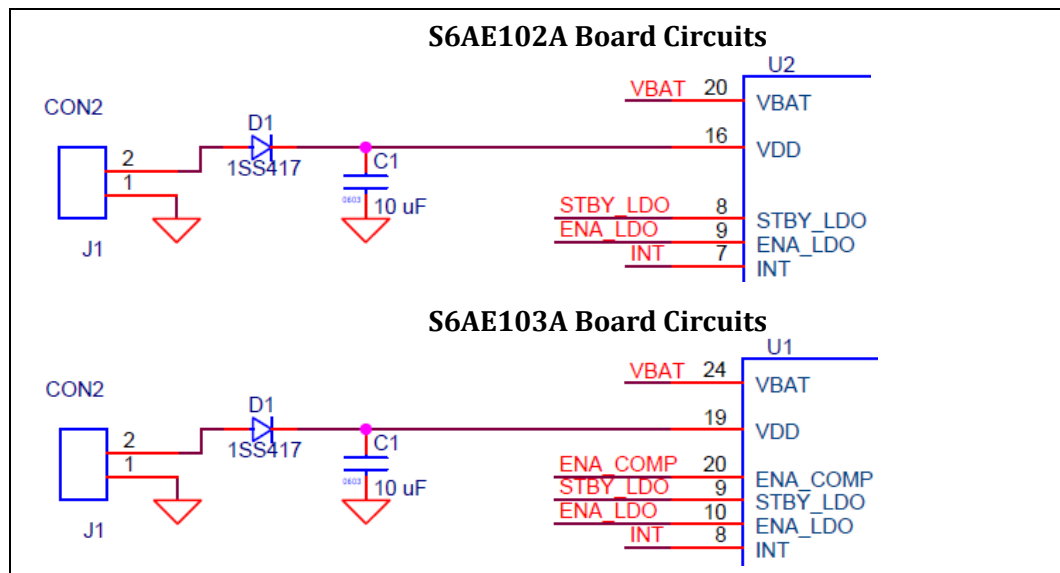 S6AE102A Board Circuits
U2
VBAT 20 VBAT
CON2
D1
16 VDD
2
1SS417
C1
1
0603
10 uF
STBY_LDO 8 STBY_LDO
ENA_LDO 9 ENA_LDO
J1
INT 7 INT
S6AE103A Board Circuits
U1
VBAT 24 VBAT
CON2
D1
19 VDD
2
1SS417
C1
1
0603
10 uF
ENA_COMP 20 ENA_COMP
STBY_LDO 9 STBY_LDO
ENA_LDO 10 ENA_LDO
J1
INT 8 INT